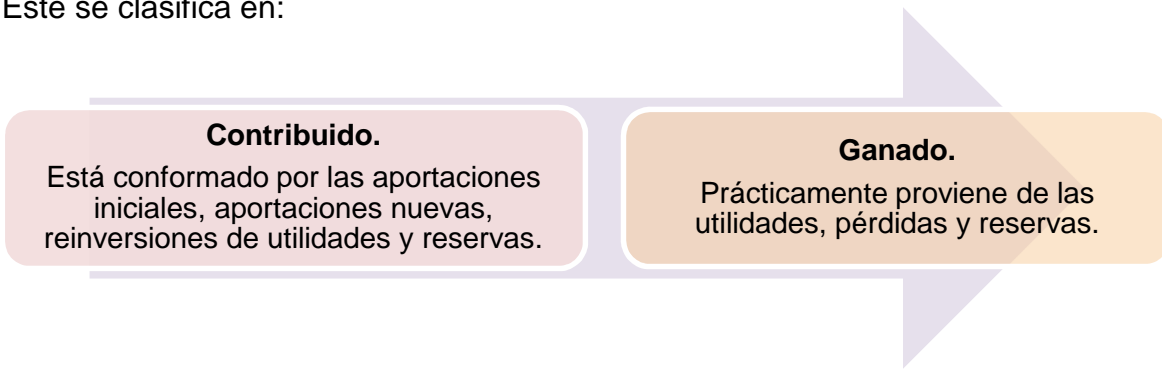 Este se clasifica en:
Contribuido.
Está conformado por las aportaciones
iniciales, aportaciones nuevas,
reinversiones de utilidades y reservas.
Ganado.
Prácticamente proviene de las
utilidades, pérdidas y reservas.